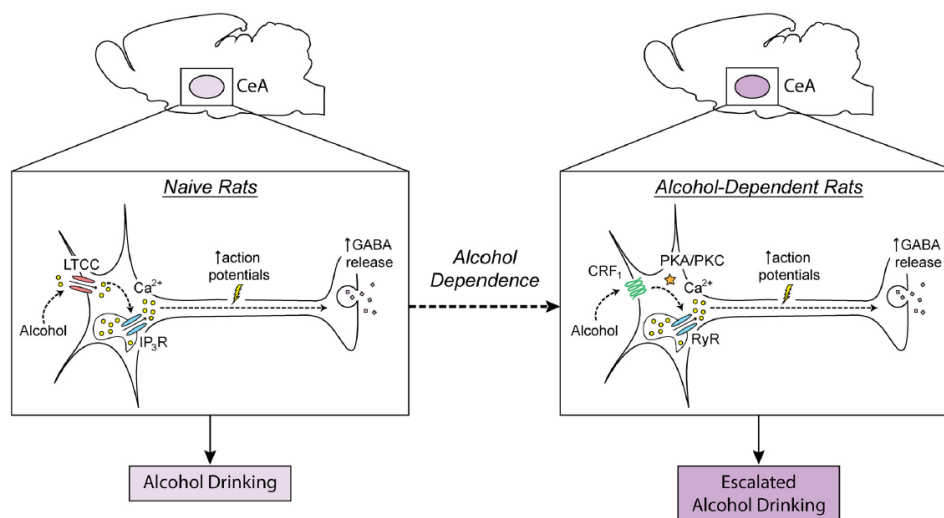 CeA
CeA
Naive Rats
LTCC
Ca²⁺
↑action
potentials
↑GABA
release
Alcohol
IP₃R
Alcohol
Dependence
Alcohol-Dependent Rats
CRF₁
PKA/PKC
Ca²⁺
↑action
potentials
↑GABA
release
Alcohol
RyR
Alcohol Drinking
Escalated
Alcohol Drinking